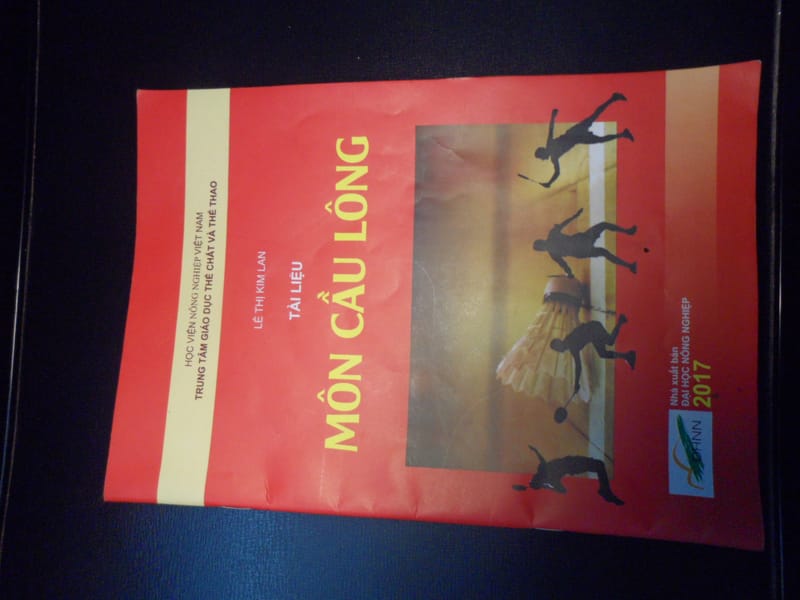 HỌC VIỆN NÔNG NGHIỆP VIỆT NAM
TRUNG TÂM GIÁO DỤC THỂ CHẤT VÀ THỂ THAO
LÊ THỊ KIM LAN
TÀI LIỆU
MÔN CẦU LÔNG
ĐHNN
Nhà xuất bản
ĐẠI HỌC NÔNG NGHIỆP
2017